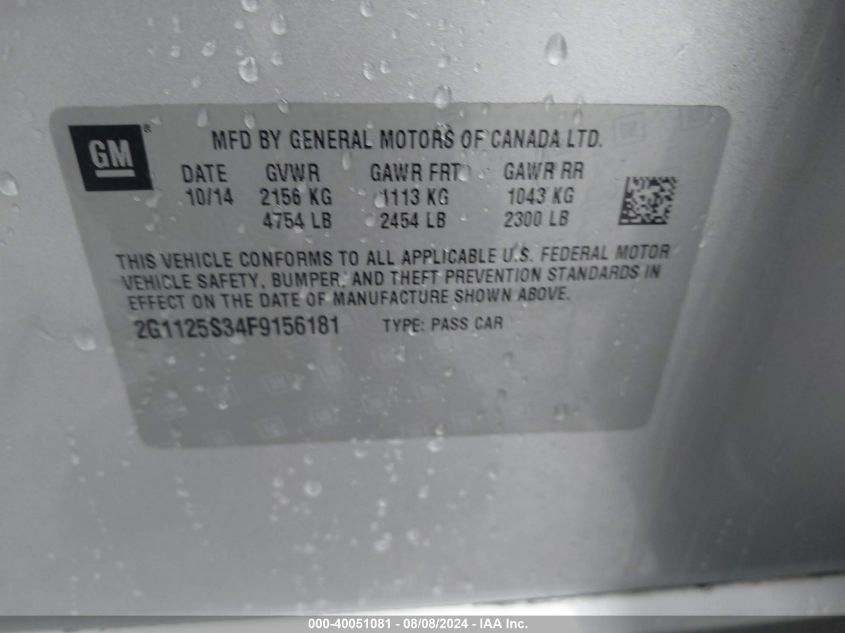 GM®
MFD BY GENERAL MOTORS OF CANADA LTD.
DATE GVWR GAWR FRT GAWR RR
10/14 2156 KG 1113 KG 1043 KG
4754 LB 2454 LB 2300 LB
THIS VEHICLE CONFORMS TO ALL APPLICABLE U.S. FEDERAL MOTOR
VEHICLE SAFETY, BUMPER, AND THEFT PREVENTION STANDARDS IN
EFFECT ON THE DATE OF MANUFACTURE SHOWN ABOVE.
2G1125S34F9156181 TYPE: PASS CAR
000-40051081 - 08/08/2024 - IAA Inc.